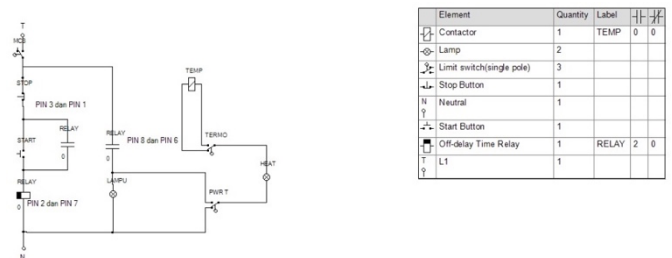 T
MCB
STOP
PIN 3 dan PIN 1
RELAY
START
0
RELAY
0
PIN 2 dan PIN 7
N
RELAY
PIN 8 dan PIN 6
0
LAMPU
TEMP
TERMO
HEAT
PWR T
Element Quantity Label
Contactor 1 TEMP 0 0
Lamp 2
Limit switch(single pole) 3
Stop Button 1
N Neutral 1
Start Button 1
Off-delay Time Relay 1 RELAY 2 0
T L1 1